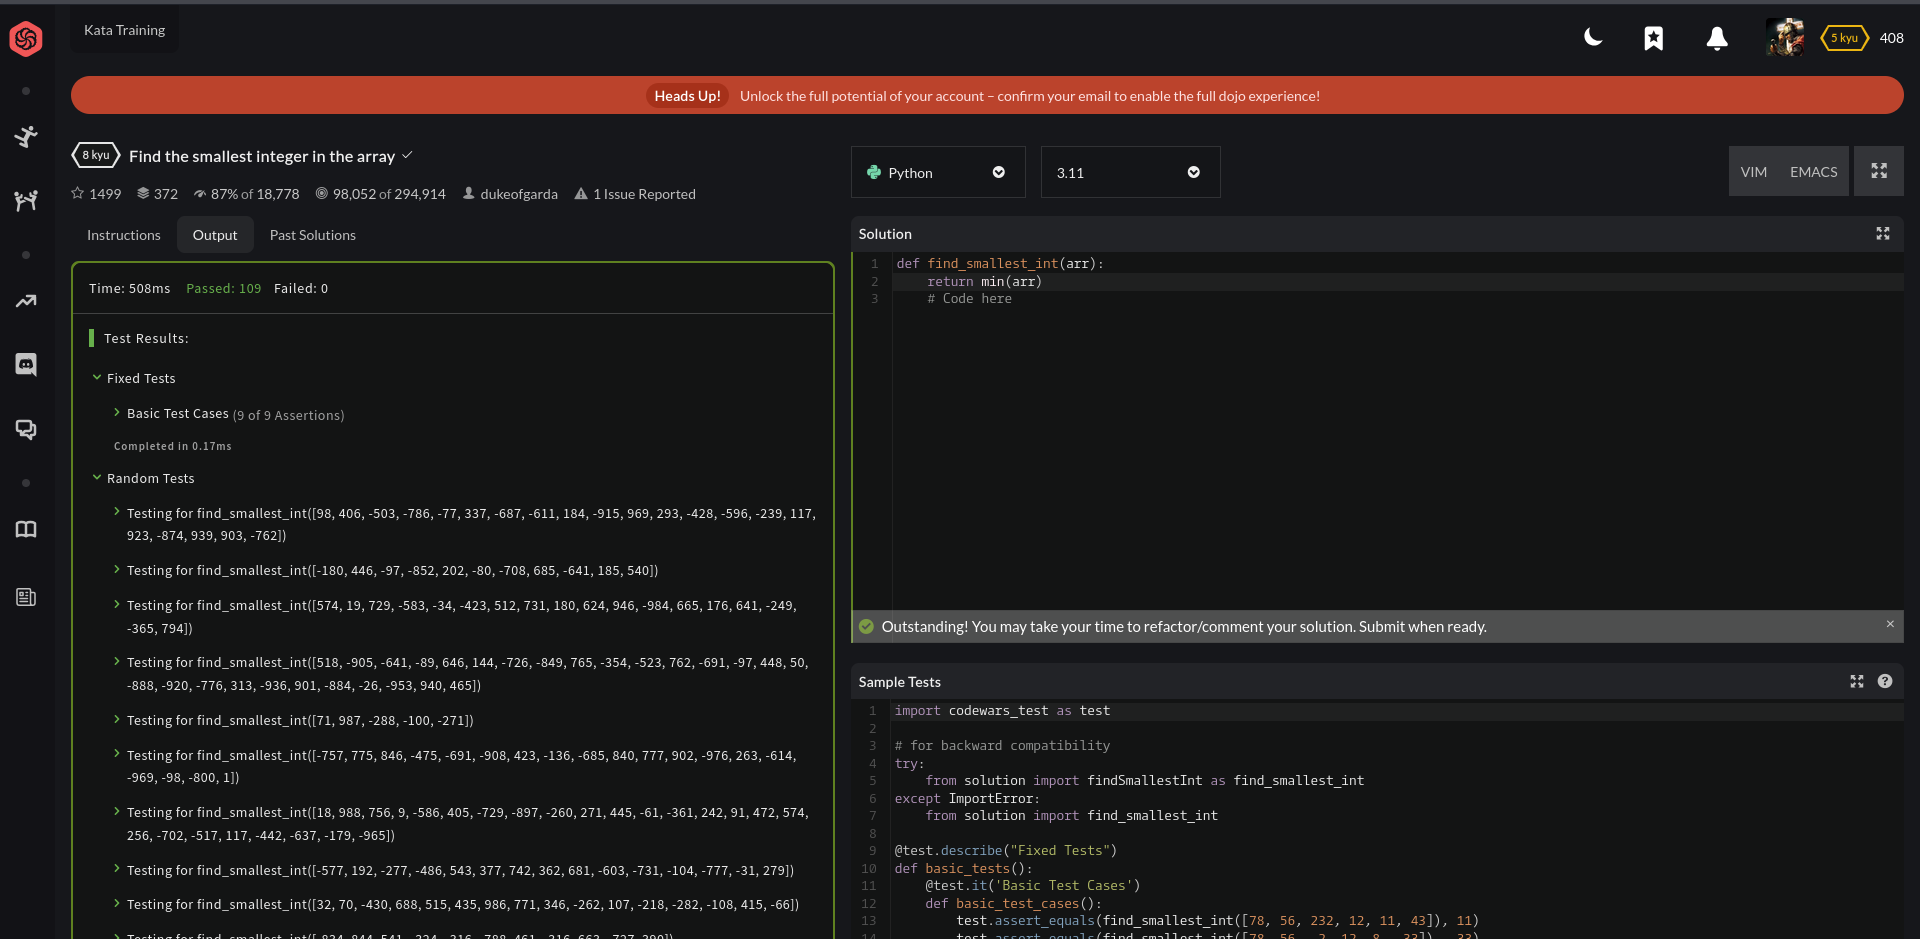 Kata Training
5 kyu 408
Heads Up! Unlock the full potential of your account – confirm your email to enable the full dojo experience!
8 kyu Find the smallest integer in the array
1499 372 87% of 18,778 98,052 of 294,914 dukeofgarda 1 Issue Reported
Instructions Output Past Solutions
Time: 508ms Passed: 109 Failed: 0
Test Results:
Fixed Tests
Basic Test Cases (9 of 9 Assertions)
Completed in 0.17ms
Random Tests
Testing for find_smallest_int([98, 406, -503, -786, -77, 337, -687, -611, 184, -915, 969, 293, -428, -596, -239, 117,
923, -874, 939, 903, -762])
Testing for find_smallest_int([-180, 446, -97, -852, 202, -80, -708, 685, -641, 185, 540])
Testing for find_smallest_int([574, 19, 729, -583, -34, -423, 512, 731, 180, 624, 946, -984, 665, 176, 641, -249,
-365, 794])
Testing for find_smallest_int([518, -905, -641, -89, 646, 144, -726, -849, 765, -354, -523, 762, -691, -97, 448, 50,
-888, -920, -776, 313, -936, 901, -884, -26, -953, 940, 465])
Testing for find_smallest_int([71, 987, -288, -100, -271])
Testing for find_smallest_int([-757, 775, 846, -475, -691, -908, 423, -136, -685, 840, 777, 902, -976, 263, -614,
-969, -98, -800, 1])
Testing for find_smallest_int([18, 988, 756, 9, -586, 405, -729, -897, -260, 271, 445, -61, -361, 242, 91, 472, 574,
256, -702, -517, 117, -442, -637, -179, -965])
Testing for find_smallest_int([-577, 192, -277, -486, 543, 377, 742, 362, 681, -603, -731, -104, -777, -31, 279])
Testing for find_smallest_int([32, 70, -430, 688, 515, 435, 986, 771, 346, -262, 107, -218, -282, -108, 415, -66])
Python 3.11 VIM EMACS
Solution
1 def find_smallest_int(arr):
2 return min(arr)
3 # Code here
Outstanding! You may take your time to refactor/comment your solution. Submit when ready.
Sample Tests
1 import codewars_test as test
2
3 # for backward compatibility
4 try:
5 from solution import findSmallestInt as find_smallest_int
6 except ImportError:
7 from solution import find_smallest_int
8
9 @test.describe("Fixed Tests")
10 def basic_tests():
11 @test.it('Basic Test Cases')
12 def basic_test_cases():
13 test.assert_equals(find_smallest_int([78, 56, 232, 12, 11, 43]), 11)